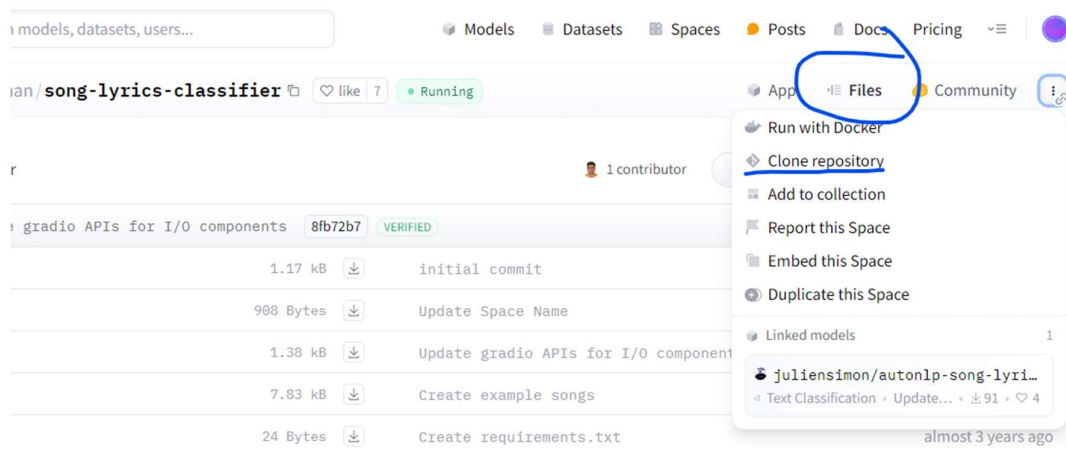 models, datasets, users...
Models
Datasets
Spaces
Posts
Docs
Pricing
an/song-lyrics-classifier
like 7
Running
App
Files
Community
Run with Docker
r
1 contributor
Clone repository
Add to collection
gradio APIs for I/O components 8fb72b7 VERIFIED
Report this Space
Embed this Space
Duplicate this Space
1.17 kB initial commit
908 Bytes Update Space Name
1.38 kB Update gradio APIs for I/O component
7.83 kB Create example songs
24 Bytes Create requirements.txt
Linked models 1
juliensimon/autonlp-song-lyri…
Text Classification • Update… • 91 • 4
almost 3 years ago